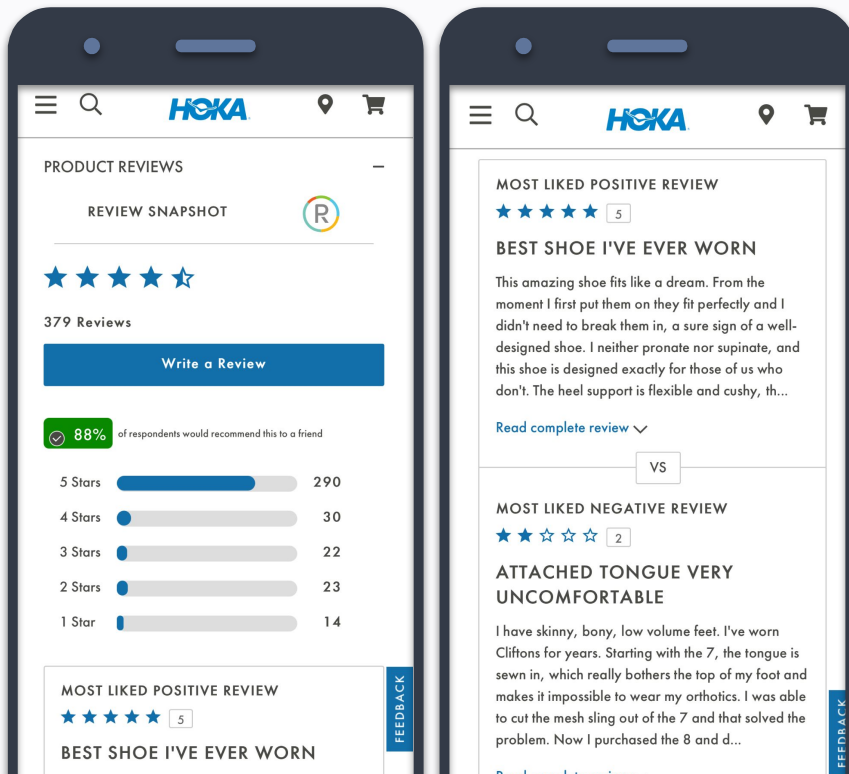 HOKA
PRODUCT REVIEWS
REVIEW SNAPSHOT
R
379 Reviews
Write a Review
88% of respondents would recommend this to a friend
5 Stars 290
4 Stars 30
3 Stars 22
2 Stars 23
1 Star 14
MOST LIKED POSITIVE REVIEW
5
BEST SHOE I'VE EVER WORN
FEEDBACK
HOKA
MOST LIKED POSITIVE REVIEW
5
BEST SHOE I'VE EVER WORN
This amazing shoe fits like a dream. From the
moment I first put them on they fit perfectly and I
didn't need to break them in, a sure sign of a well-
designed shoe. I neither pronate nor supinate, and
this shoe is designed exactly for those of us who
don't. The heel support is flexible and cushy, th...
Read complete review
VS
MOST LIKED NEGATIVE REVIEW
2
ATTACHED TONGUE VERY
UNCOMFORTABLE
I have skinny, bony, low volume feet. I've worn
Cliftons for years. Starting with the 7, the tongue is
sewn in, which really bothers the top of my foot and
makes it impossible to wear my orthotics. I was able
to cut the mesh sling out of the 7 and that solved the
problem. Now I purchased the 8 and d...
Read complete review
FEEDBACK